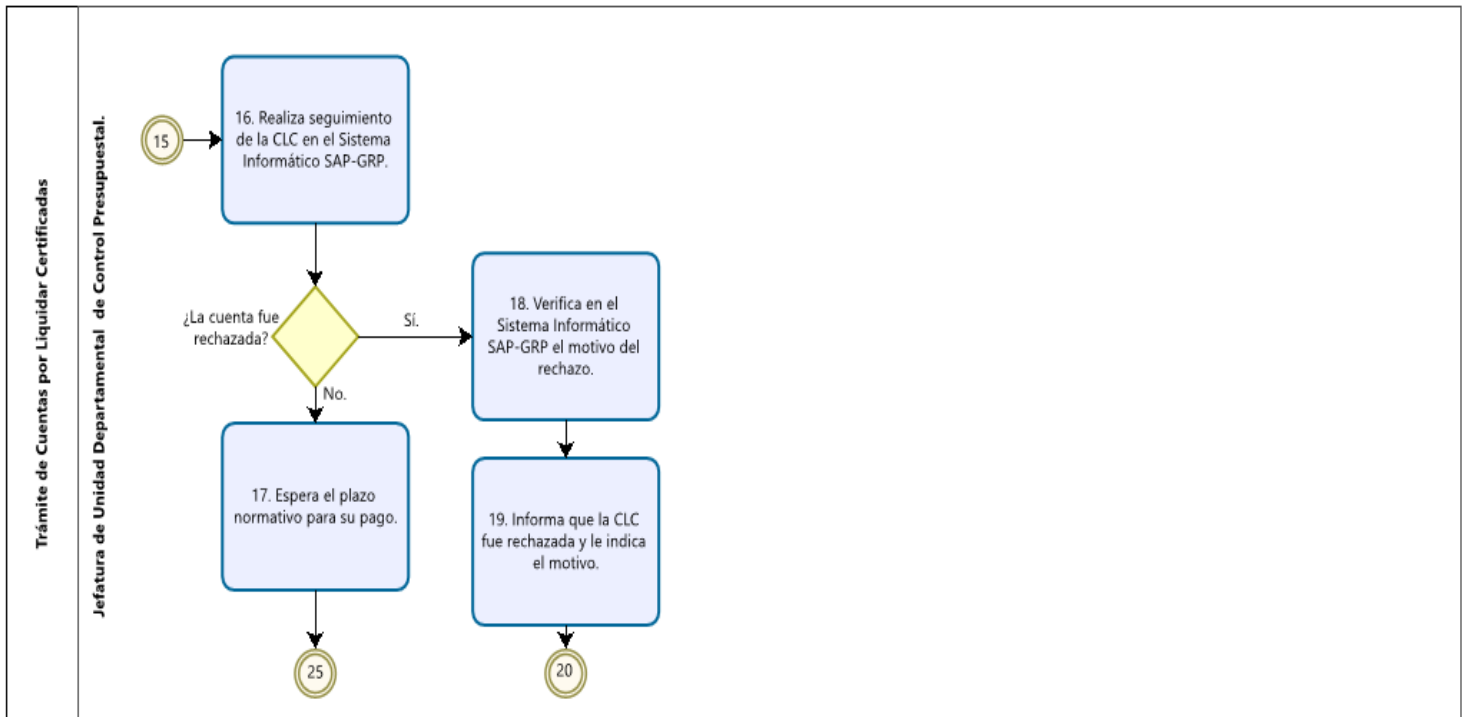 Trámite de Cuentas por Liquidar Certificadas
Jefatura de Unidad Departamental de Control Presupuestal.
15
16. Realiza seguimiento
de la CLC en el Sistema
Informático SAP-GRP.
¿La cuenta fue
rechazada?
Sí.
No.
18. Verifica en el
Sistema Informático
SAP-GRP el motivo del
rechazo.
17. Espera el plazo
normativo para su pago.
19. Informa que la CLC
fue rechazada y le indica
el motivo.
25
20